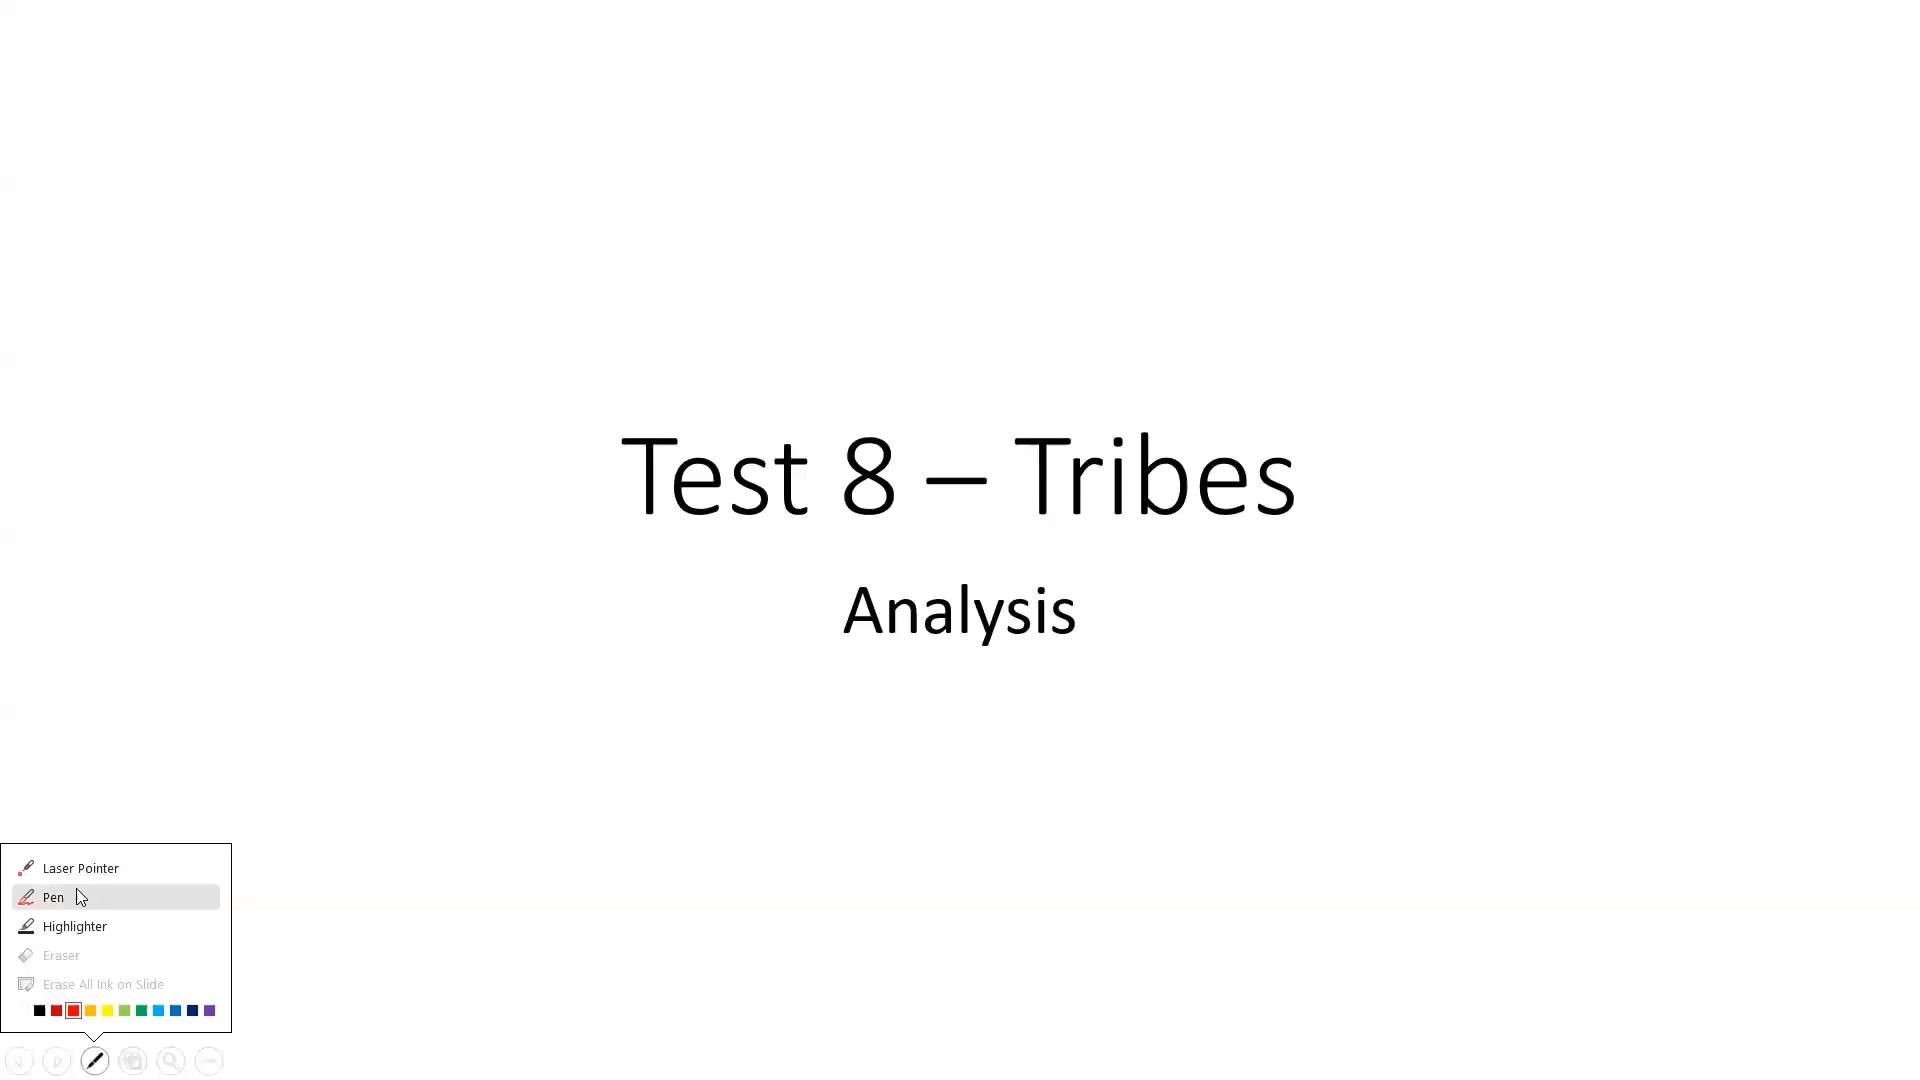 Test 8 – Tribes
Analysis
Laser Pointer
Pen
Highlighter
Eraser
Erase All Ink on Slide